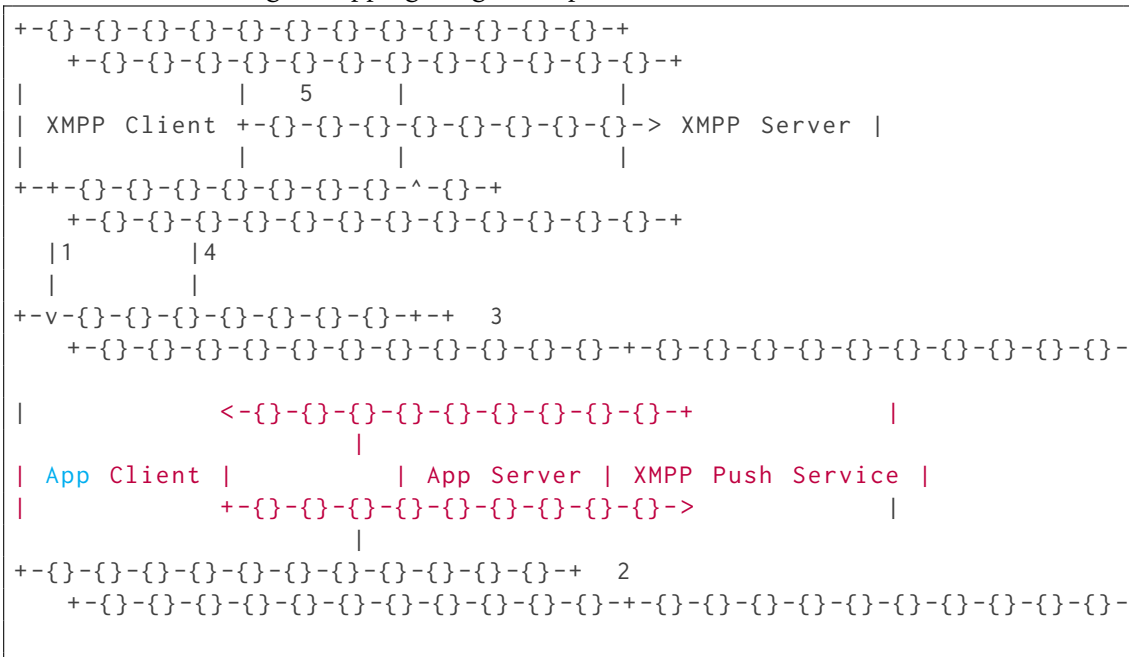 +-{}-{}-{}-{}-{}-{}-{}-{}-{}-{}-{}-{}-+
+-{}-{}-{}-{}-{}-{}-{}-{}-{}-{}-{}-{}-+
| | 5 | |
| XMPP Client +-{}-{}-{}-{}-{}-{}-{}-{}-> XMPP Server |
| | | |
+-+-{}-{}-{}-{}-{}-{}-{}-^-{}-+
+-{}-{}-{}-{}-{}-{}-{}-{}-{}-{}-{}-{}-+
|1 |4
| |
+-v-{}-{}-{}-{}-{}-{}-{}-+-+ 3
+-{}-{}-{}-{}-{}-{}-{}-{}-{}-{}-{}-+-{}-{}-{}-{}-{}-{}-{}-{}-{}-{}-
| <-{}-{}-{}-{}-{}-{}-{}-{}-{}-+ |
|
| App Client | | App Server | XMPP Push Service |
| +-{}-{}-{}-{}-{}-{}-{}-{}-{}-> |
|
+-{}-{}-{}-{}-{}-{}-{}-{}-{}-{}-{}-+ 2
+-{}-{}-{}-{}-{}-{}-{}-{}-{}-{}-{}-+-{}-{}-{}-{}-{}-{}-{}-{}-{}-{}-